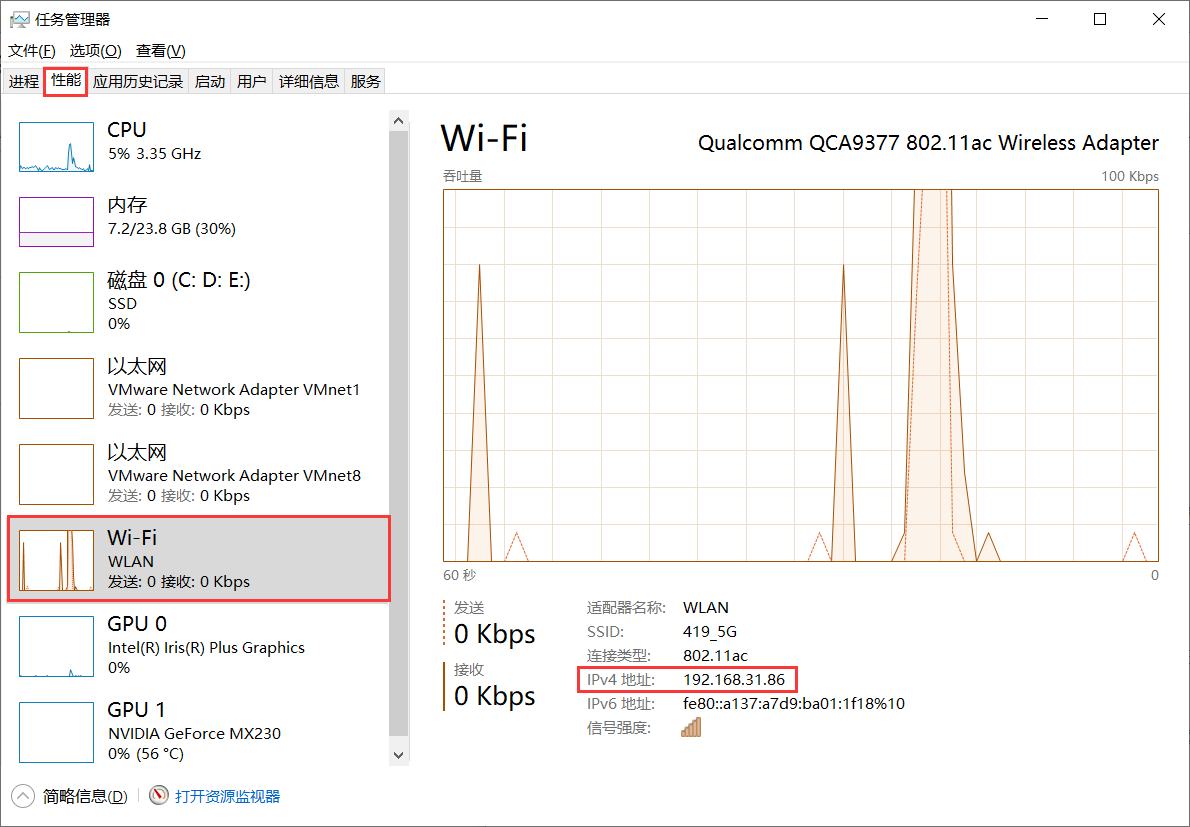 任务管理器
文件(F) 选项(O) 查看(V)
进程 性能 应用历史记录 启动 用户 详细信息 服务
CPU
5% 3.35 GHz
内存
7.2/23.8 GB (30%)
磁盘 0 (C: D: E:)
SSD
0%
以太网
VMware Network Adapter VMnet1
发送: 0 接收: 0 Kbps
以太网
VMware Network Adapter VMnet8
发送: 0 接收: 0 Kbps
Wi-Fi
WLAN
发送: 0 接收: 0 Kbps
GPU 0
Intel(R) Iris(R) Plus Graphics
0%
GPU 1
NVIDIA GeForce MX230
0% (56 °C)
Wi-Fi
Qualcomm QCA9377 802.11ac Wireless Adapter
吞吐量
100 Kbps
60 秒
0
发送
0 Kbps
接收
0 Kbps
适配器名称: WLAN
SSID: 419_5G
连接类型: 802.11ac
IPv4 地址: 192.168.31.86
IPv6 地址: fe80::a137:a7d9:ba01:1f18%10
信号强度:
简略信息(D)
打开资源监视器